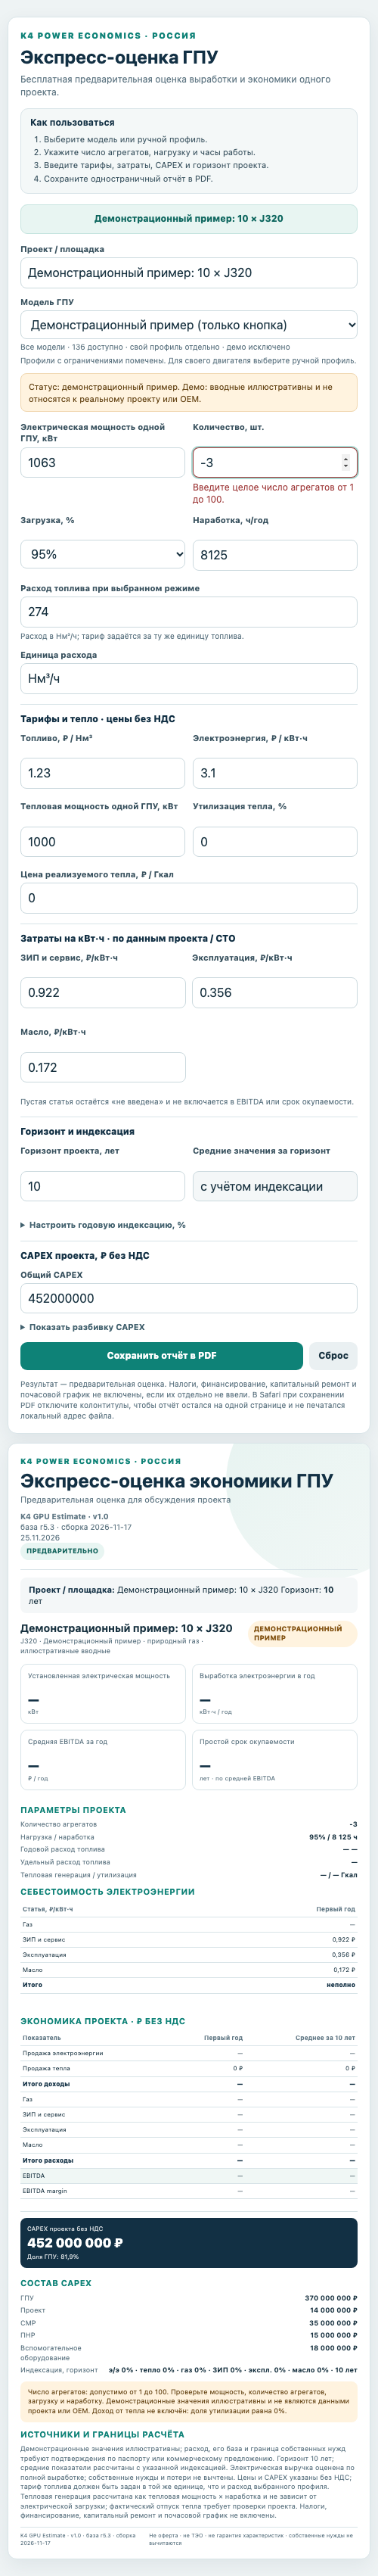 K4 POWER ECONOMICS · РОССИЯ
Экспресс-оценка ГПУ
Бесплатная предварительная оценка выработки и экономики одного
проекта.
Как пользоваться
1. Выберите модель или ручной профиль.
2. Укажите число агрегатов, нагрузку и часы работы.
3. Введите тарифы, затраты, CAPEX и горизонт проекта.
4. Сохраните одностраничный отчёт в PDF.
Демонстрационный пример: 10 × J320
Проект / площадка
Демонстрационный пример: 10 × J320
Модель ГПУ
Демонстрационный пример (только кнопка)
Все модели · 136 доступно · свой профиль отдельно · демо исключено
Профили с ограничениями помечены. Для своего двигателя выберите ручной профиль.
Статус: демонстрационный пример. Демо: вводные иллюстративны и не
относятся к реальному проекту или OEM.
Электрическая мощность одной
ГПУ, кВт
Количество, шт.
1063
-3
Введите целое число агрегатов от 1
до 100.
Загрузка, %
Наработка, ч/год
95%
8125
Расход топлива при выбранном режиме
274
Расход в Нм³/ч; тариф задаётся за ту же единицу топлива.
Единица расхода
Нм³/ч
Тарифы и тепло · цены без НДС
Топливо, ₽ / Нм³
Электроэнергия, ₽ / кВт·ч
1.23
3.1
Тепловая мощность одной ГПУ, кВт
Утилизация тепла, %
1000
0
Цена реализуемого тепла, ₽ / Гкал
0
Затраты на кВт·ч · по данным проекта / СТО
ЗИП и сервис, ₽/кВт·ч
Эксплуатация, ₽/кВт·ч
0.922
0.356
Масло, ₽/кВт·ч
0.172
Пустая статья остаётся «не введена» и не включается в EBITDA или срок окупаемости.
Горизонт и индексация
Горизонт проекта, лет
Средние значения за горизонт
10
с учётом индексации
▸ Настроить годовую индексацию, %
CAPEX проекта, ₽ без НДС
Общий CAPEX
452000000
▸ Показать разбивку CAPEX
Сохранить отчёт в PDF
Сброс
Результат — предварительная оценка. Налоги, финансирование, капитальный ремонт и
почасовой график не включены, если их отдельно не ввели. В Safari при сохранении
PDF отключите колонтитулы, чтобы отчёт остался на одной странице и не печатался
локальный адрес файла.
K4 POWER ECONOMICS · РОССИЯ
Экспресс-оценка экономики ГПУ
Предварительная оценка для обсуждения проекта
K4 GPU Estimate · v1.0
база r5.3 · сборка 2026-11-17
25.11.2026
ПРЕДВАРИТЕЛЬНО
Проект / площадка: Демонстрационный пример: 10 × J320 Горизонт: 10
лет
Демонстрационный пример: 10 × J320
J320 · Демонстрационный пример · природный газ ·
иллюстративные вводные
ДЕМОНСТРАЦИОННЫЙ
ПРИМЕР
Установленная электрическая мощность
—
кВт
Выработка электроэнергии в год
—
кВт·ч / год
Средняя EBITDA за год
—
₽ / год
Простой срок окупаемости
—
лет · по средней EBITDA
ПАРАМЕТРЫ ПРОЕКТА
Количество агрегатов -3
Нагрузка / наработка 95% / 8 125 ч
Годовой расход топлива — —
Удельный расход топлива —
Тепловая генерация / утилизация — / — Гкал
СЕБЕСТОИМОСТЬ ЭЛЕКТРОЭНЕРГИИ
Статья, ₽/кВт·ч Первый год
Газ —
ЗИП и сервис 0,922 ₽
Эксплуатация 0,356 ₽
Масло 0,172 ₽
Итого неполно
ЭКОНОМИКА ПРОЕКТА · ₽ БЕЗ НДС
Показатель Первый год Среднее за 10 лет
Продажа электроэнергии — —
Продажа тепла 0 ₽ 0 ₽
Итого доходы — —
Газ — —
ЗИП и сервис — —
Эксплуатация — —
Масло — —
Итого расходы — —
EBITDA — —
EBITDA margin — —
CAPEX проекта без НДС
452 000 000 ₽
Доля ГПУ: 81,9%
СОСТАВ CAPEX
ГПУ 370 000 000 ₽
Проект 14 000 000 ₽
СМР 35 000 000 ₽
ПНР 15 000 000 ₽
Вспомогательное
оборудование 18 000 000 ₽
Индексация, горизонт э/э 0% · тепло 0% · газ 0% · ЗИП 0% · экспл. 0% · масло 0% · 10 лет
Число агрегатов: допустимо от 1 до 100. Проверьте мощность, количество агрегатов,
загрузку и наработку. Демонстрационные значения иллюстративны и не являются данными
проекта или OEM. Доход от тепла не включён: доля утилизации равна 0%.
ИСТОЧНИКИ И ГРАНИЦЫ РАСЧЁТА
Демонстрационные значения иллюстративны; расход, его база и граница собственных нужд
требуют подтверждения по паспорту или коммерческому предложению. Горизонт 10 лет;
средние показатели рассчитаны с указанной индексацией. Электрическая выручка оценена по
полной выработке; собственные нужды и потери не вычтены. Цены и CAPEX указаны без НДС;
тариф топлива должен быть задан в той же единице, что и расход выбранного профиля.
Тепловая генерация рассчитана как тепловая мощность × наработка и не зависит от
электрической загрузки; фактический отпуск тепла требует проверки проекта. Налоги,
финансирование, капитальный ремонт и почасовой график не включены.
K4 GPU Estimate · v1.0 · база r5.3 · сборка
2026-11-17
Не оферта · не ТЭО · не гарантия характеристик · собственные нужды не
вычитаются